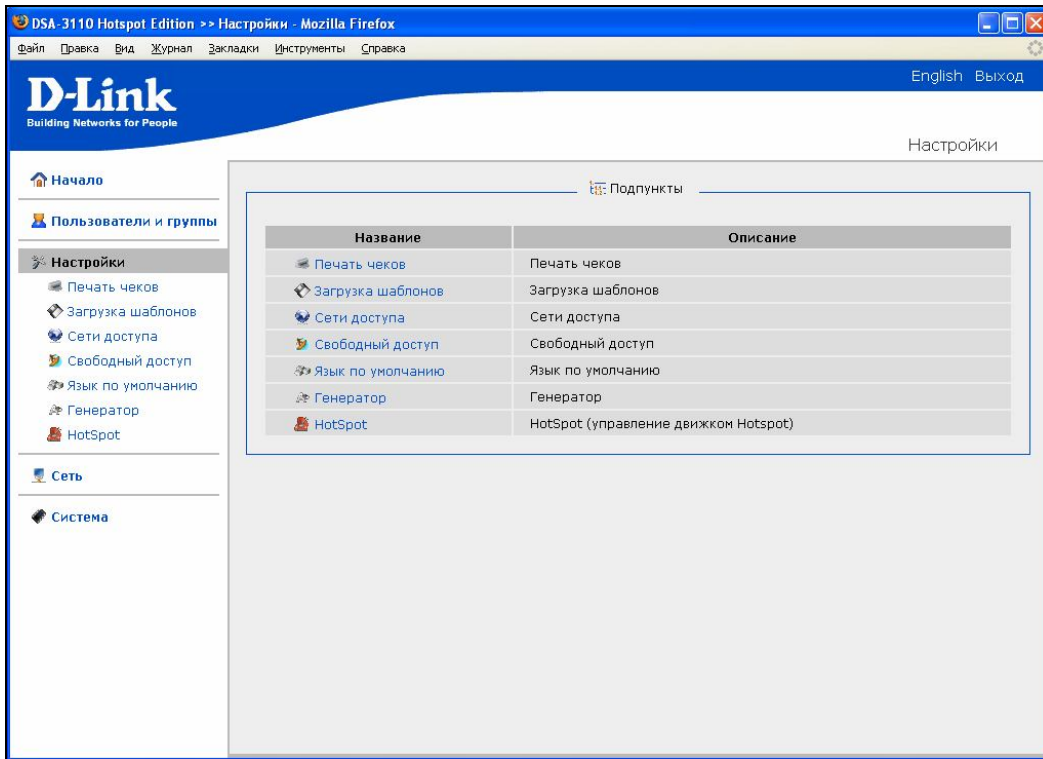 DSA-3110 Hotspot Edition >> Настройки - Mozilla Firefox
Файл Правка Вид Журнал Закладки Инструменты Справка
English Выход
D-Link
Building Networks for People
Настройки
Начало
Пользователи и группы
Настройки
Печать чеков
Загрузка шаблонов
Сети доступа
Свободный доступ
Язык по умолчанию
Генератор
HotSpot
Сеть
Система
Подпункты
Название Описание
Печать чеков Печать чеков
Загрузка шаблонов Загрузка шаблонов
Сети доступа Сети доступа
Свободный доступ Свободный доступ
Язык по умолчанию Язык по умолчанию
Генератор Генератор
HotSpot HotSpot (управление движком Hotspot)